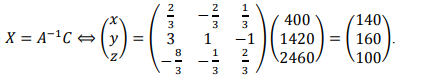 X = A⁻¹C ⇔ (x y z) = (2/3 -2/3 1/3; 3 1 -1; -8/3 -1/3 2/3) (400 1420 2460) = (140 160 100).